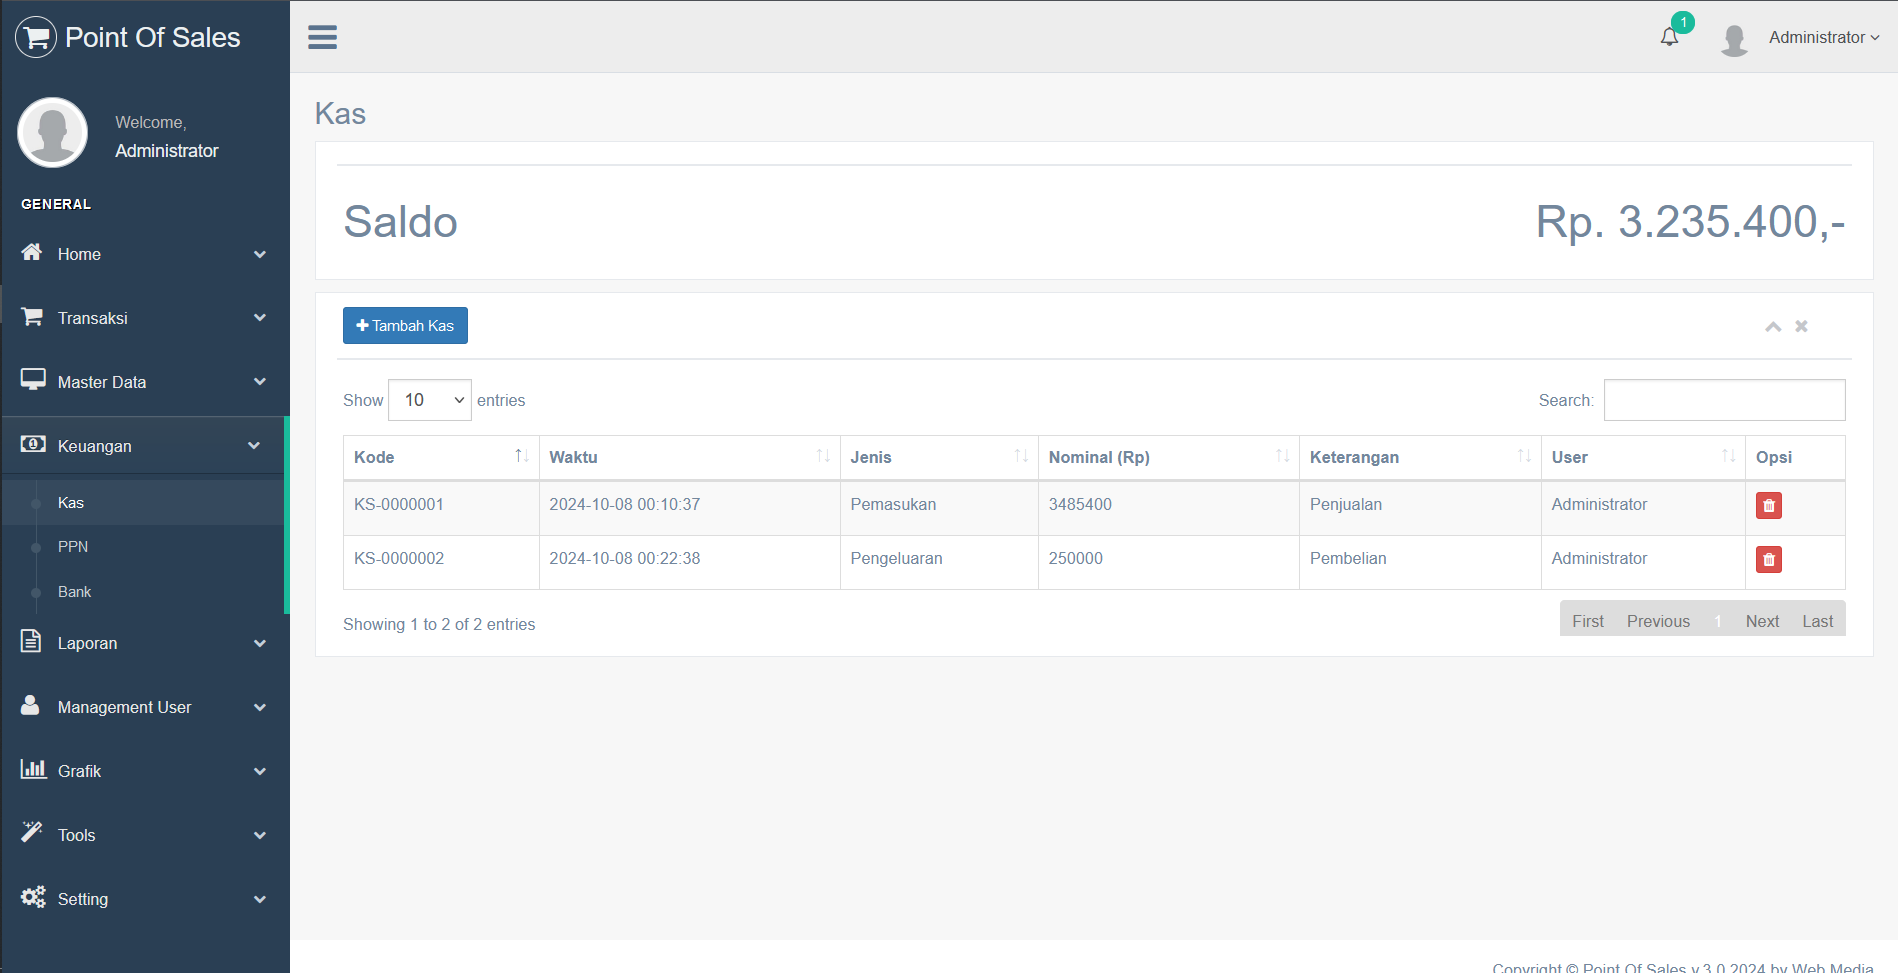 Point Of Sales
1
Administrator
Welcome,
Administrator
GENERAL
Home
Transaksi
Master Data
Keuangan
Kas
PPN
Bank
Laporan
Management User
Grafik
Tools
Setting
Kas
Saldo Rp. 3.235.400,-
Tambah Kas
Show 10 entries Search:
Kode Waktu Jenis Nominal (Rp) Keterangan User Opsi
KS-0000001 2024-10-08 00:10:37 Pemasukan 3485400 Penjualan Administrator
KS-0000002 2024-10-08 00:22:38 Pengeluaran 250000 Pembelian Administrator
Showing 1 to 2 of 2 entries First Previous 1 Next Last
Copyright © Point Of Sales v.3.0 2024 by Web Media